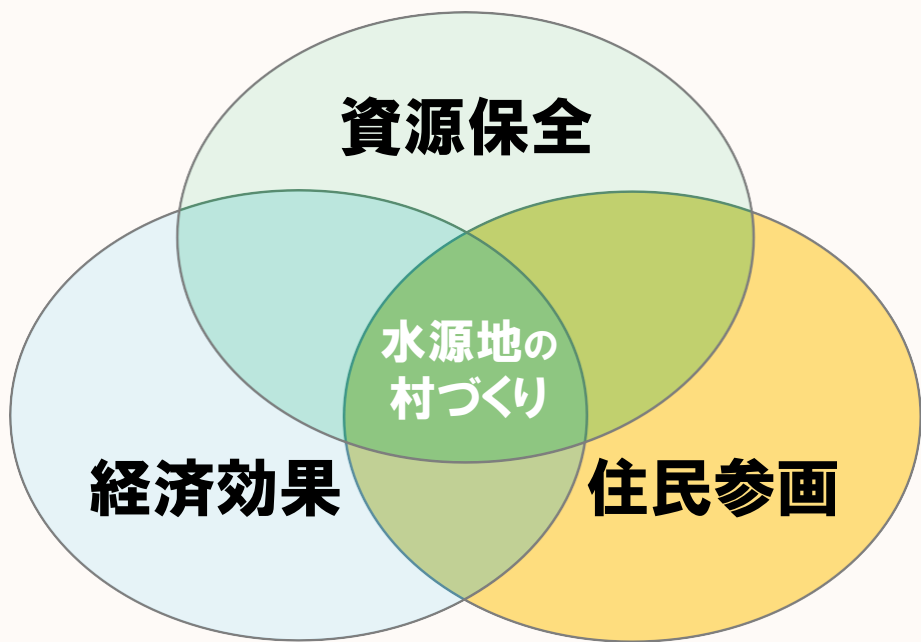 資源保全
水源地の
村づくり
経済効果
住民参画